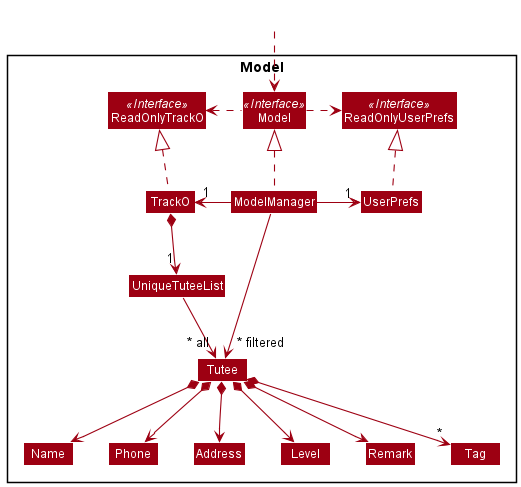 Model
«Interface»
ReadOnlyTrackO
«Interface»
Model
«Interface»
ReadOnlyUserPrefs
TrackO
1
ModelManager
1
UserPrefs
1
UniqueTuteeList
* all
* filtered
Tutee
*
Name
Phone
Address
Level
Remark
Tag